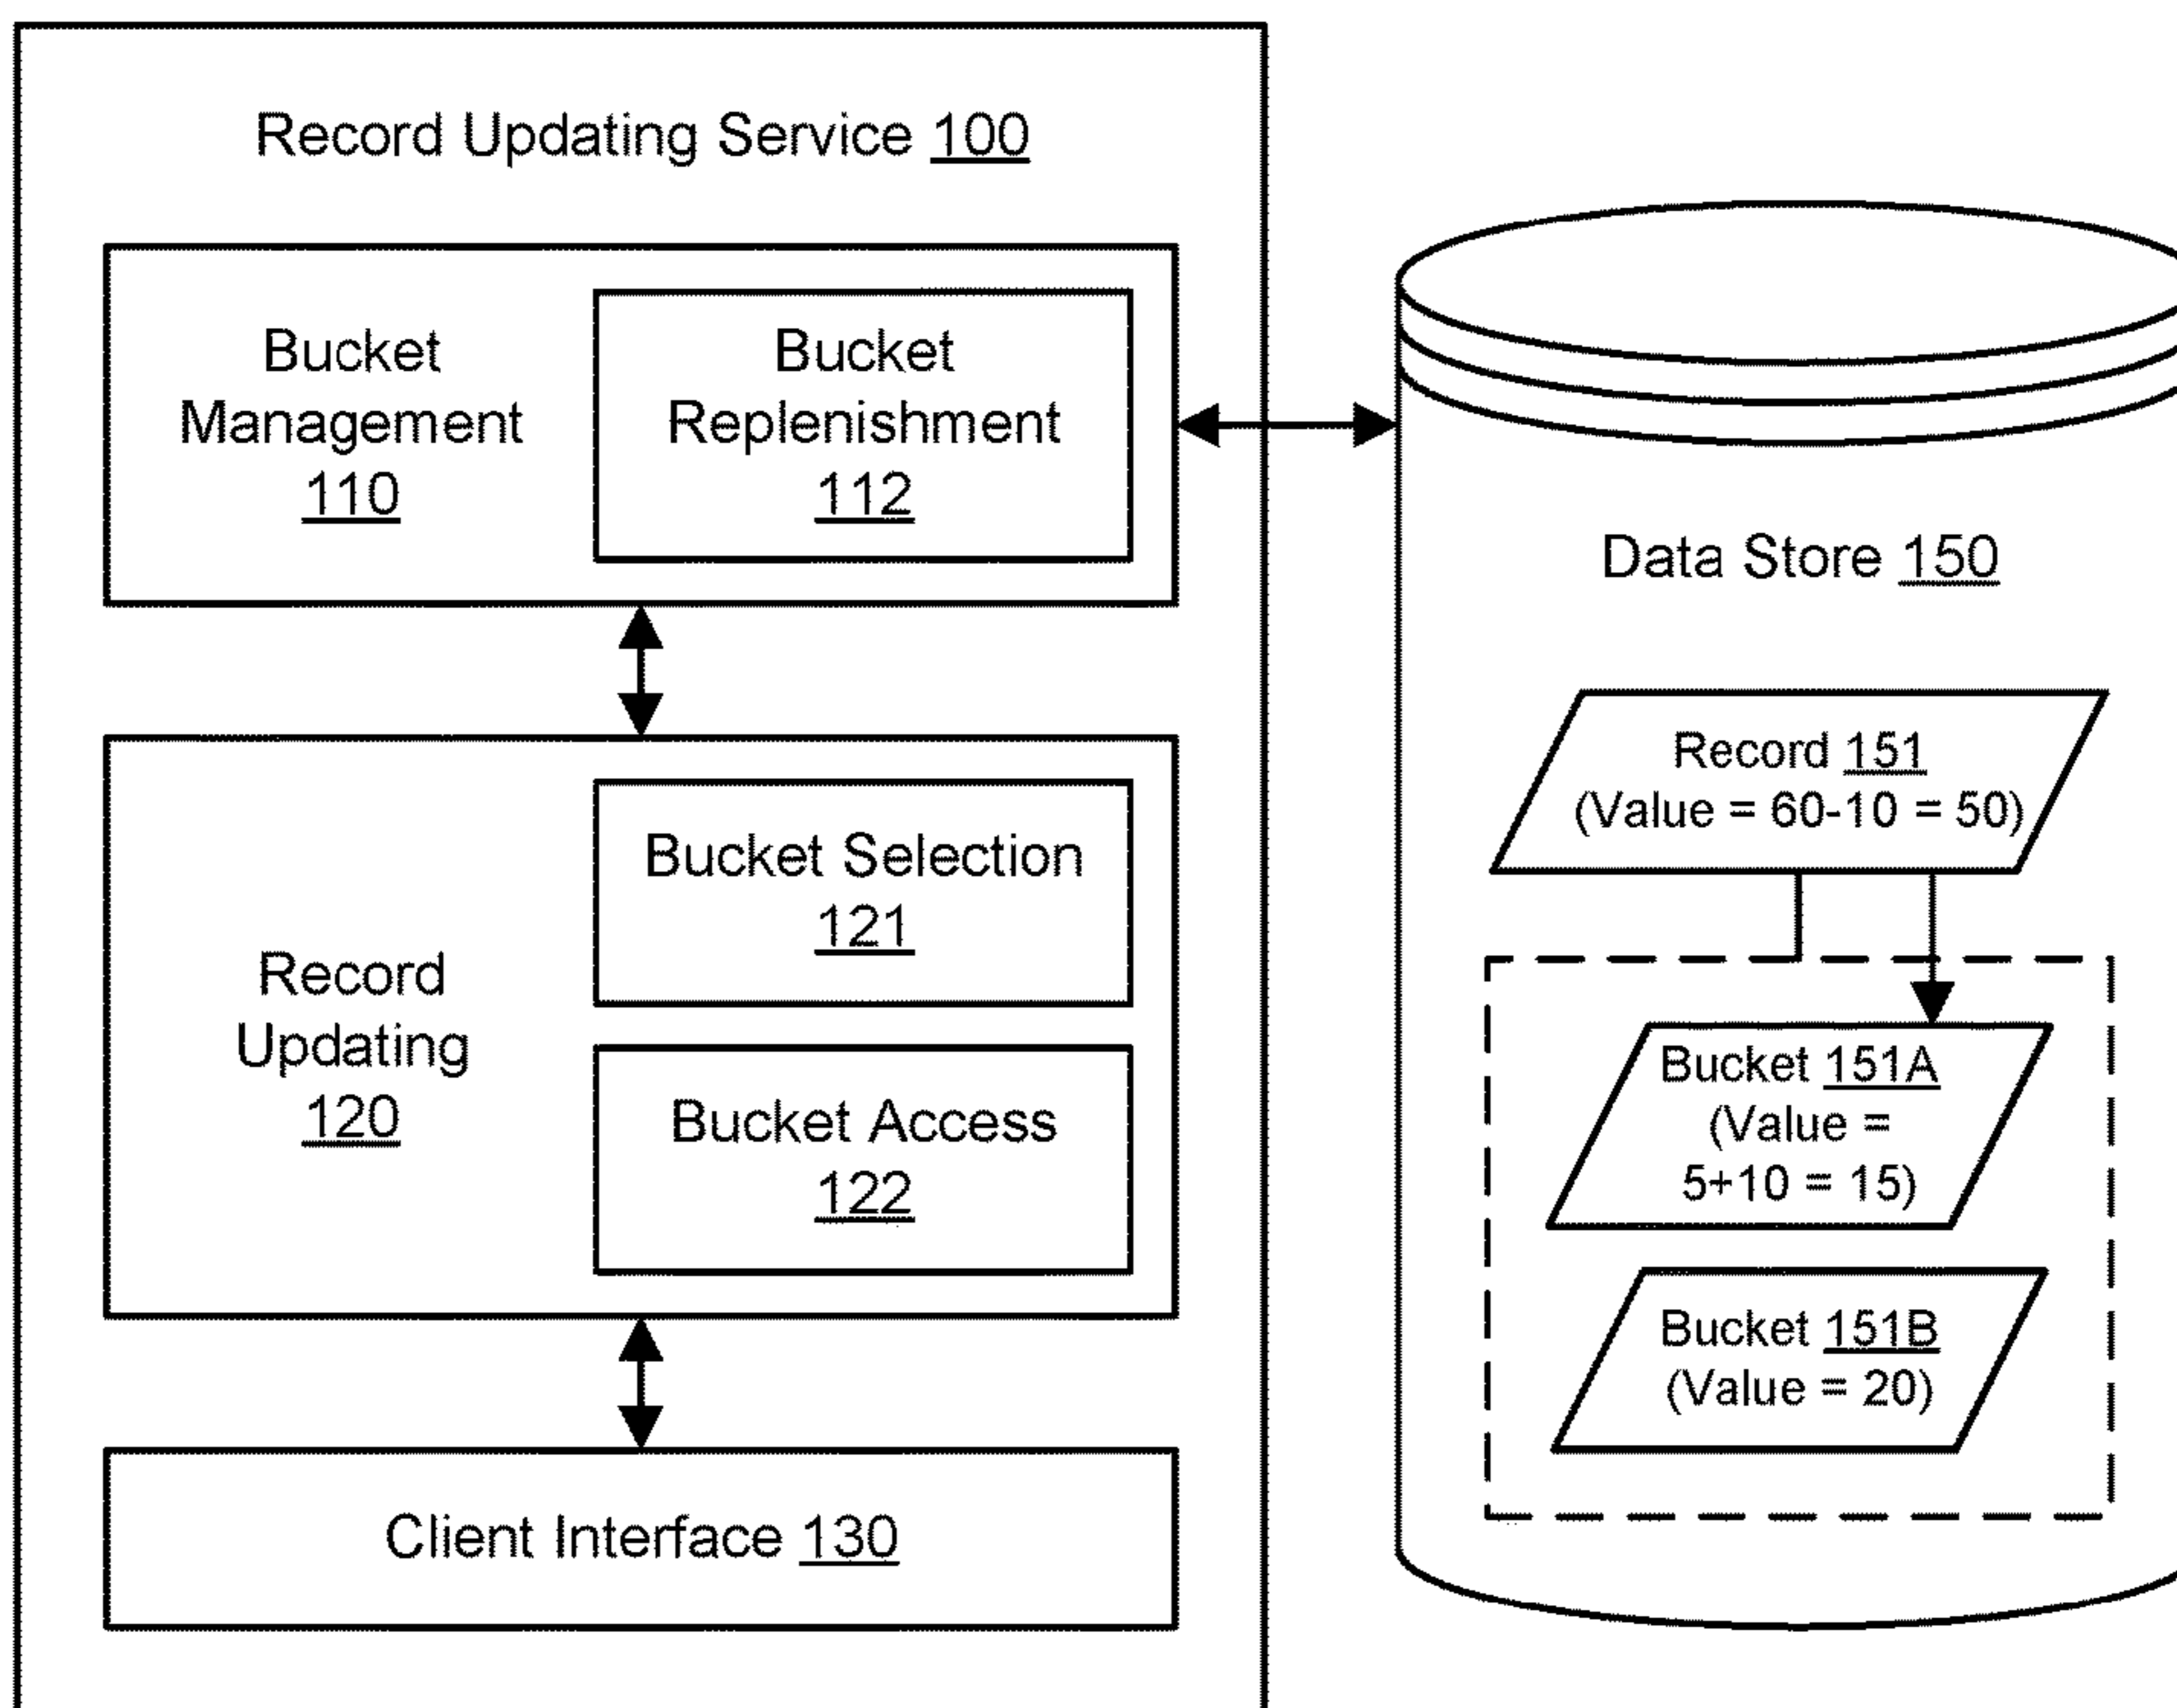 Record Updating Service 100
Bucket
Management
110
Bucket
Replenishment
112
Record
Updating
120
Bucket Selection
121
Bucket Access
122
Client Interface 130
Data Store 150
Record 151
(Value = 60-10 = 50)
Bucket 151A
(Value =
5+10 = 15)
Bucket 151B
(Value = 20)